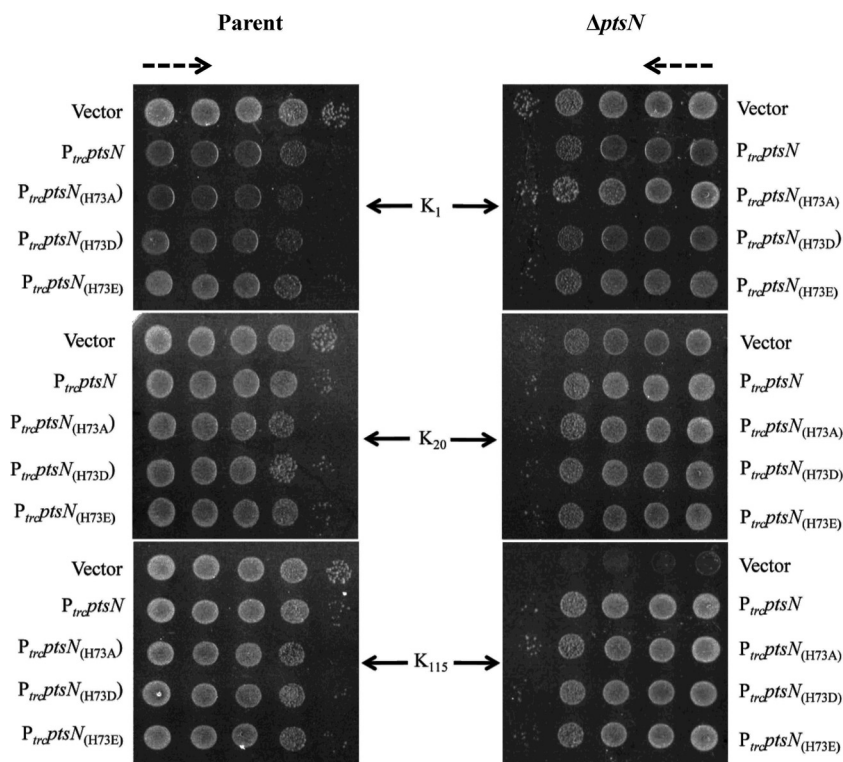 Parent
ΔptsN
Vector
PtrcptsN
PtrcptsN(H73A)
PtrcptsN(H73D)
PtrcptsN(H73E)
K1
Vector
PtrcptsN
PtrcptsN(H73A)
PtrcptsN(H73D)
PtrcptsN(H73E)
Vector
PtrcptsN
PtrcptsN(H73A)
PtrcptsN(H73D)
PtrcptsN(H73E)
K20
Vector
PtrcptsN
PtrcptsN(H73A)
PtrcptsN(H73D)
PtrcptsN(H73E)
Vector
PtrcptsN
PtrcptsN(H73A)
PtrcptsN(H73D)
PtrcptsN(H73E)
K115
Vector
PtrcptsN
PtrcptsN(H73A)
PtrcptsN(H73D)
PtrcptsN(H73E)